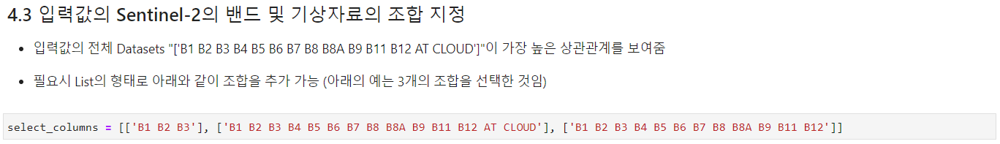 4.3 입력값의 Sentinel-2의 밴드 및 기상자료의 조합 지정
• 입력값의 전체 Datasets "['B1 B2 B3 B4 B5 B6 B7 B8 B8A B9 B11 B12 AT CLOUD']"이 가장 높은 상관관계를 보여줌
• 필요시 List의 형태로 아래와 같이 조합을 추가 가능 (아래의 예는 3개의 조합을 선택한 것임)
select_columns = [['B1 B2 B3'], ['B1 B2 B3 B4 B5 B6 B7 B8 B8A B9 B11 B12 AT CLOUD'], ['B1 B2 B3 B4 B5 B6 B7 B8 B8A B9 B11 B12']]